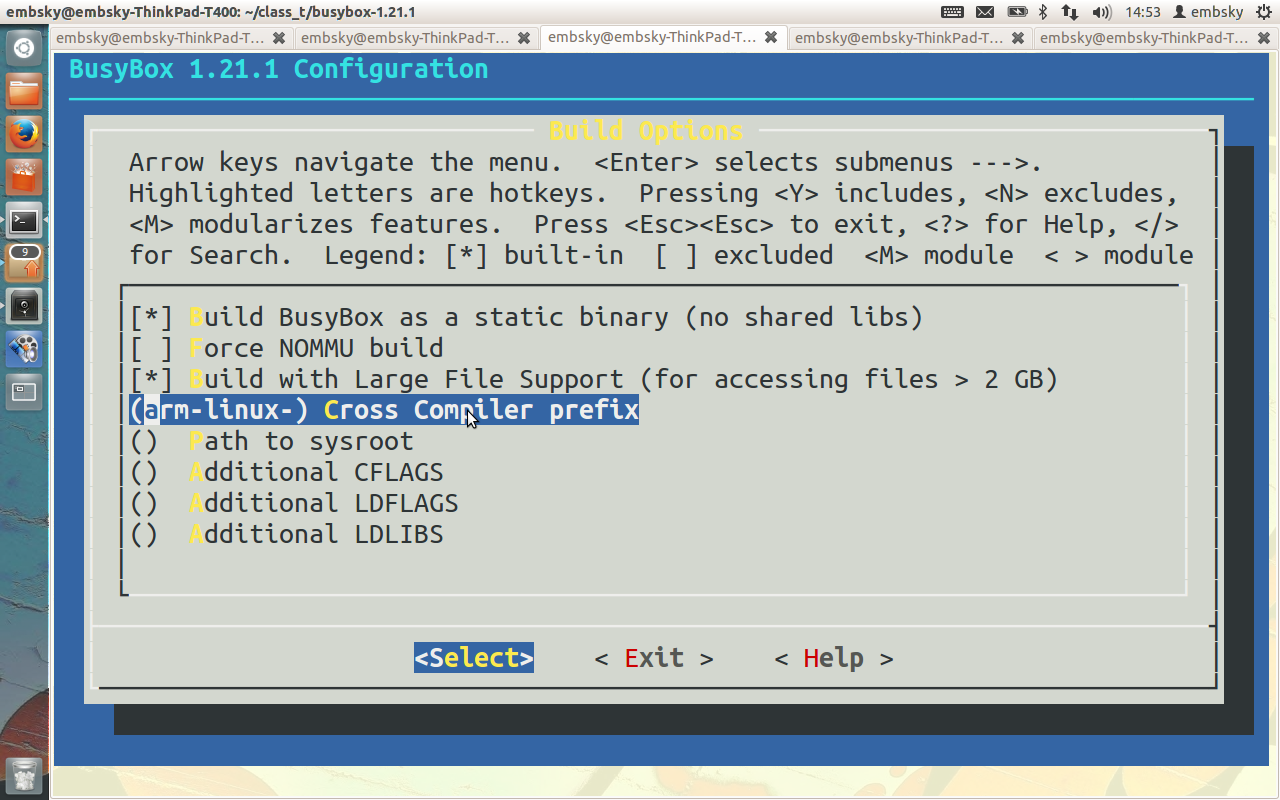 embsky@embsky-ThinkPad-T400: ~/class_t/busybox-1.21.1
14:53 embsky
embsky@embsky-ThinkPad-T... embsky@embsky-ThinkPad-T... embsky@embsky-ThinkPad-T... embsky@embsky-ThinkPad-T... embsky@embsky-ThinkPad-T...
BusyBox 1.21.1 Configuration
Build Options
Arrow keys navigate the menu.  <Enter> selects submenus --->.
Highlighted letters are hotkeys.  Pressing <Y> includes, <N> excludes,
<M> modularizes features.  Press <Esc><Esc> to exit, <?> for Help, </>
for Search.  Legend: [*] built-in  [ ] excluded  <M> module  < > module
[*] Build BusyBox as a static binary (no shared libs)
[ ] Force NOMMU build
[*] Build with Large File Support (for accessing files > 2 GB)
(arm-linux-) Cross Compiler prefix
()  Path to sysroot
()  Additional CFLAGS
()  Additional LDFLAGS
()  Additional LDLIBS
<Select>    < Exit >    < Help >
9